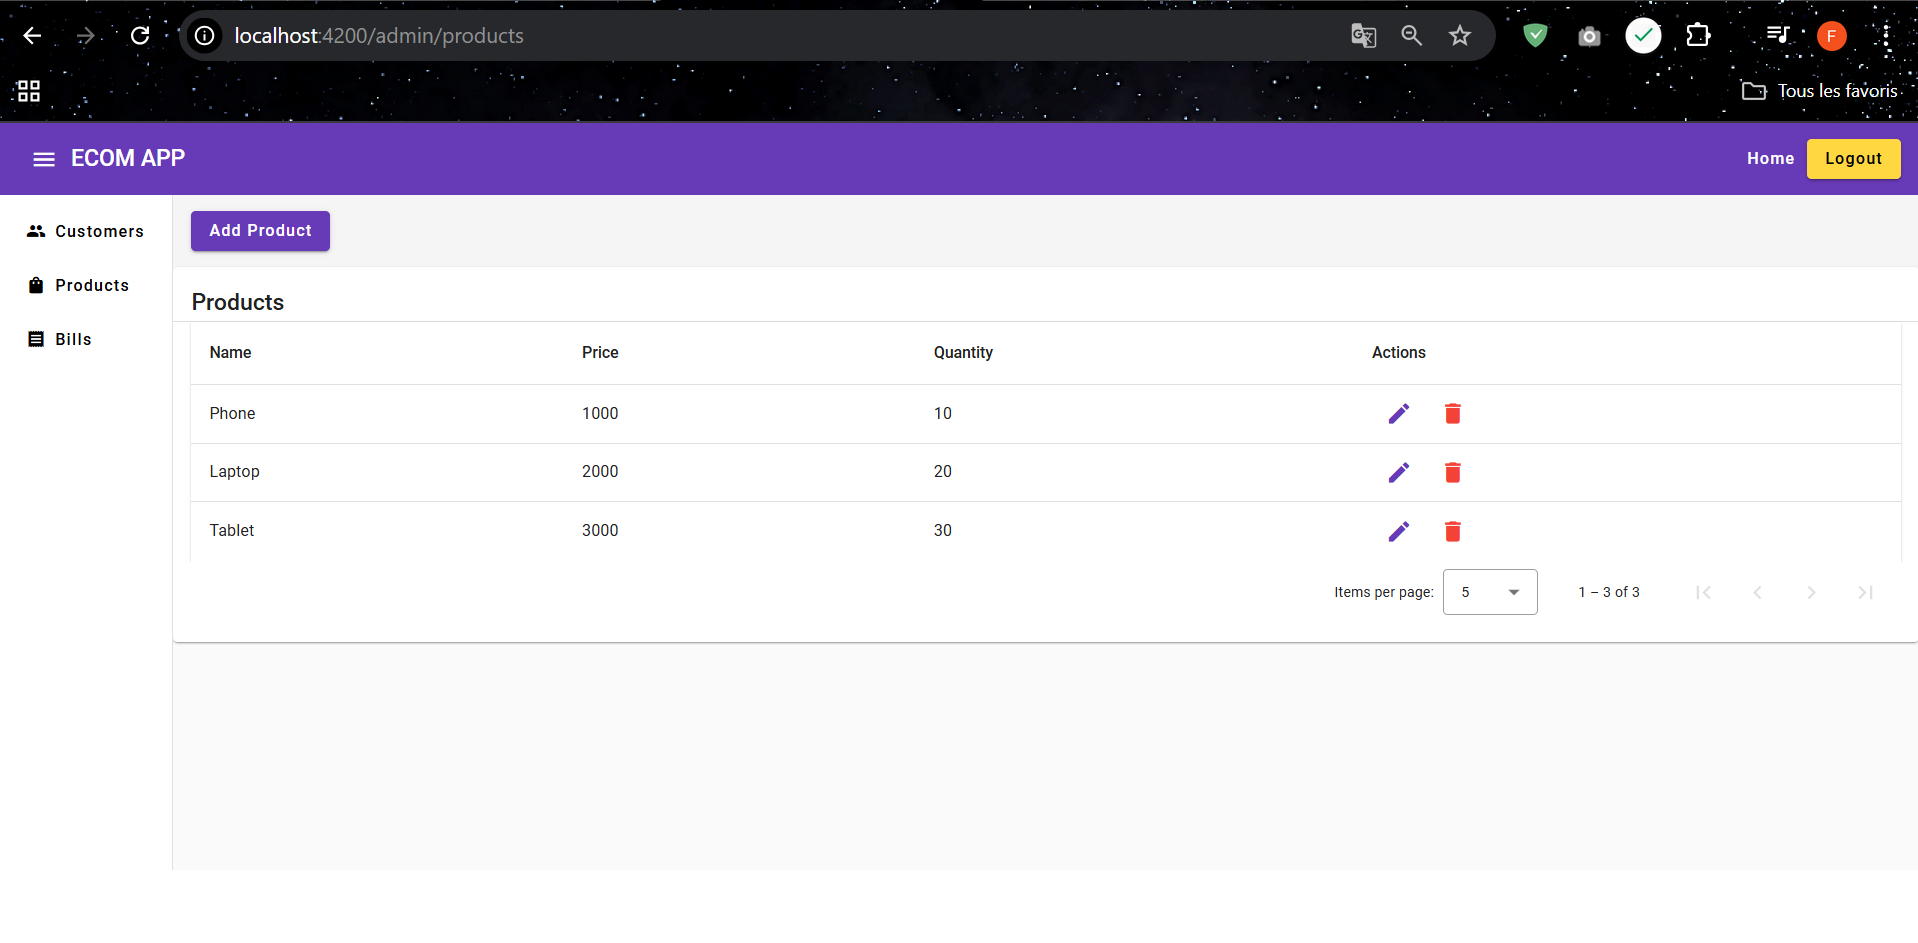 localhost:4200/admin/products
Tous les favoris
ECOM APP
Home
Logout
Customers
Products
Bills
Add Product
Products
Name Price Quantity Actions
Phone 1000 10
Laptop 2000 20
Tablet 3000 30
Items per page: 5 1 – 3 of 3
F